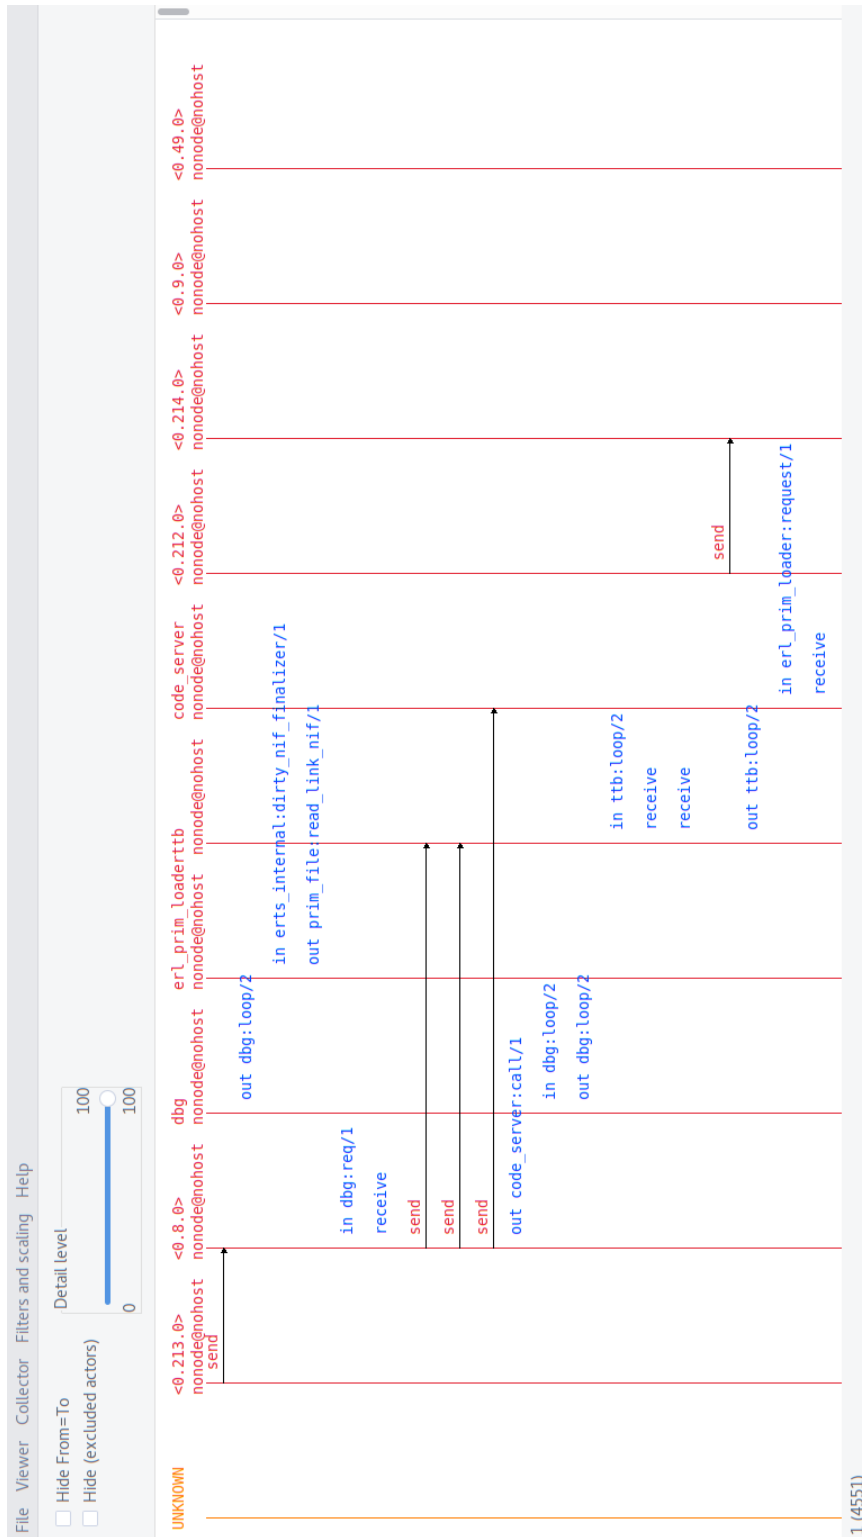 File Viewer Collector Filters and scaling Help
Hide From=To
Hide (excluded actors)
Detail level
100
0 100
UNKNOWN
<0.213.0>
nonode@nohost
<0.8.0>
nonode@nohost
dbg
nonode@nohost
erl_prim_loader
nonode@nohost
ttb
nonode@nohost
code_server
nonode@nohost
<0.212.0>
nonode@nohost
<0.214.0>
nonode@nohost
<0.9.0>
nonode@nohost
<0.49.0>
nonode@nohost
send
out dbg:loop/2
in erts_internal:dirty_nif_finalizer/1
out prim_file:read_link_nif/1
in dbg:req/1
receive
send
send
send
out code_server:call/1
in dbg:loop/2
out dbg:loop/2
in ttb:loop/2
receive
receive
send
out ttb:loop/2
in erl_prim_loader:request/1
receive
1 (4551)